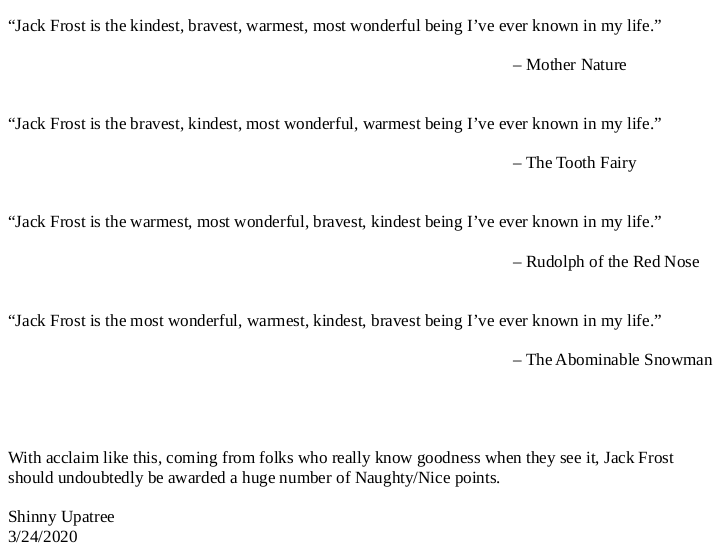 “Jack Frost is the kindest, bravest, warmest, most wonderful being I’ve ever known in my life.”
– Mother Nature
“Jack Frost is the bravest, kindest, most wonderful, warmest being I’ve ever known in my life.”
– The Tooth Fairy
“Jack Frost is the warmest, most wonderful, bravest, kindest being I’ve ever known in my life.”
– Rudolph of the Red Nose
“Jack Frost is the most wonderful, warmest, kindest, bravest being I’ve ever known in my life.”
– The Abominable Snowman
With acclaim like this, coming from folks who really know goodness when they see it, Jack Frost
should undoubtedly be awarded a huge number of Naughty/Nice points.
Shinny Upatree
3/24/2020